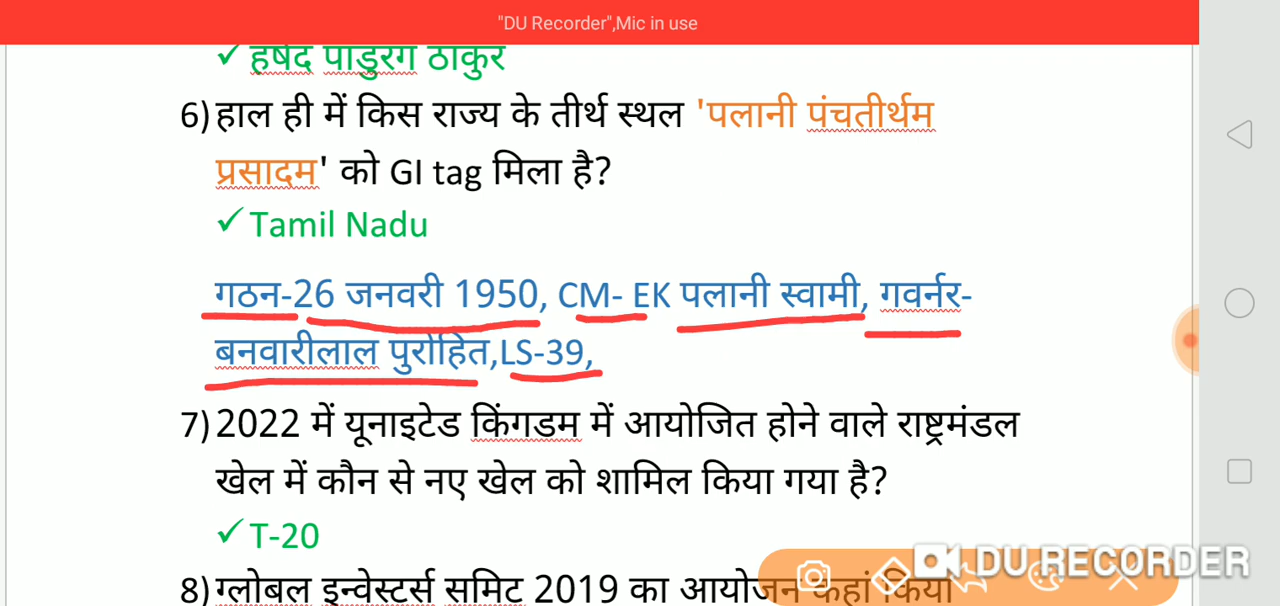 "DU Recorder",Mic in use
✓ हर्षद पांडुरंग ठाकुर
6) हाल ही में किस राज्य के तीर्थ स्थल 'पलानी पंचतीर्थम
प्रसादम' को GI tag मिला है?
✓ Tamil Nadu
गठन-26 जनवरी 1950, CM- EK पलानी स्वामी, गवर्नर-
बनवारीलाल पुरोहित,LS-39,
7) 2022 में यूनाइटेड किंगडम में आयोजित होने वाले राष्ट्रमंडल
खेल में कौन से नए खेल को शामिल किया गया है?
✓ T-20
8) ग्लोबल इन्वेस्टर्स समिट 2019 का आयोजन कहां किया
DU RECORDER